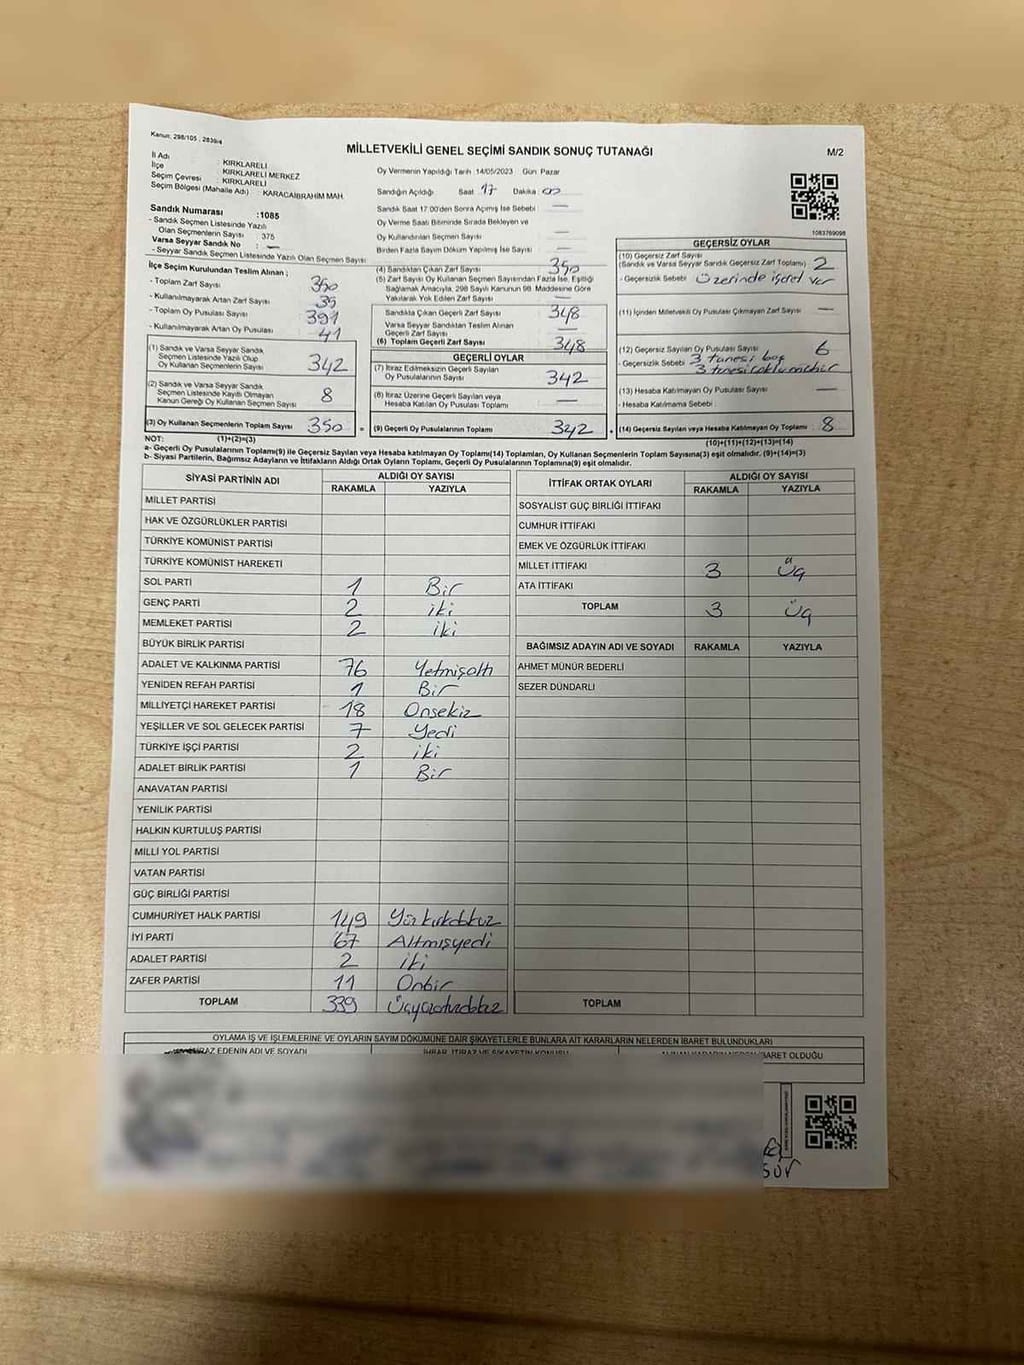 Kanun: 298/105 , 2839/4
MİLLETVEKİLİ GENEL SEÇİMİ SANDIK SONUÇ TUTANAĞI
M/2
İl Adı : KIRKLARELİ
İlçe : KIRKLARELİ MERKEZ
Seçim Çevresi : KIRKLARELİ
Seçim Bölgesi (Mahalle Adı) : KARACAİBRAHİM MAH.
Sandık Numarası :1085
- Sandık Seçmen Listesinde Yazılı
Olan Seçmenlerin Sayısı : 375
Varsa Seyyar Sandık No : —
- Seyyar Sandık Seçmen Listesinde Yazılı Olan Seçmen Sayısı
Oy Vermenin Yapıldığı Tarih :14/05/2023 Gün Pazar
Sandığın Açıldığı Saat 17 Dakika 00
Sandık Saat 17.00'den Sonra Açılmış İse Sebebi : —
Oy Verme Saati Bitiminde Sırada Bekleyen ve
Oy Kullandırılan Seçmen Sayısı : —
Birden Fazla Sayım Döküm Yapılmış İse Sayısı —
1083769098
İlçe Seçim Kurulundan Teslim Alınan ;
- Toplam Zarf Sayısı : 390
- Kullanılmayarak Artan Zarf Sayısı : 39
- Toplam Oy Pusulası Sayısı : 391
- Kullanılmayarak Artan Oy Pusulası : 41
(1) Sandık ve Varsa Seyyar Sandık
Seçmen Listesinde Yazılı Olup
Oy Kullanan Seçmenlerin Sayısı 342
(2) Sandık ve Varsa Seyyar Sandık
Seçmen Listesinde Kayıtlı Olmayan
Kanun Gereği Oy Kullanan Seçmen Sayısı 8
(3) Oy Kullanan Seçmenlerin Toplam Sayısı 350
(4) Sandıktan Çıkan Zarf Sayısı 350
(5) Zarf Sayısı Oy Kullanan Seçmen Sayısından Fazla İse, Eşitliği
Sağlamak Amacıyla, 298 Sayılı Kanunun 98. Maddesine Göre
Yakılarak Yok Edilen Zarf Sayısı —
Sandıkta Çıkan Geçerli Zarf Sayısı 348
Varsa Seyyar Sandıktan Teslim Alınan
Geçerli Zarf Sayısı —
(6) Toplam Geçerli Zarf Sayısı 348
GEÇERLİ OYLAR
(7) İtiraz Edilmeksizin Geçerli Sayılan
Oy Pusulalarının Sayısı 342
(8) İtiraz Üzerine Geçerli Sayılan veya
Hesaba Katılan Oy Pusulası Toplamı —
(9) Geçerli Oy Pusulalarının Toplamı 342
GEÇERSİZ OYLAR
(10) Geçersiz Zarf Sayısı
(Sandık ve Varsa Seyyar Sandık Geçersiz Zarf Toplamı) 2
- Geçersizlik Sebebi Üzerinde işaret var
(11) İçinden Milletvekili Oy Pusulası Çıkmayan Zarf Sayısı —
(12) Geçersiz Sayılan Oy Pusulası Sayısı 6
- Geçersizlik Sebebi 3 tanesi boş
3 tanesi çoklu mühür
(13) Hesaba Katılmayan Oy Pusulası Sayısı —
- Hesaba Katılmama Sebebi :
(14) Geçersiz Sayılan veya Hesaba Katılmayan Oy Toplamı 8
NOT: (1)+(2)=(3)
(10)+(11)+(12)+(13)=(14)
a- Geçerli Oy Pusulalarının Toplamı(9) ile Geçersiz Sayılan veya Hesaba katılmayan Oy Toplamı(14) Toplamları, Oy Kullanan Seçmenlerin Toplam Sayısına(3) eşit olmalıdır. (9)+(14)=(3)
b- Siyasi Partilerin, Bağımsız Adayların ve İttifakların Aldığı Ortak Oyların Toplamı, Geçerli Oy Pusulalarının Toplamına(9) eşit olmalıdır.
SİYASİ PARTİNİN ADI ALDIĞI OY SAYISI
RAKAMLA YAZIYLA
MİLLET PARTİSİ
HAK VE ÖZGÜRLÜKLER PARTİSİ
TÜRKİYE KOMÜNİST PARTİSİ
TÜRKİYE KOMÜNİST HAREKETİ
SOL PARTİ 1 Bir
GENÇ PARTİ 2 iki
MEMLEKET PARTİSİ 2 iki
BÜYÜK BİRLİK PARTİSİ
ADALET VE KALKINMA PARTİSİ 76 Yetmişaltı
YENİDEN REFAH PARTİSİ 1 Bir
MİLLİYETÇİ HAREKET PARTİSİ 18 Onsekiz
YEŞİLLER VE SOL GELECEK PARTİSİ 7 Yedi
TÜRKİYE İŞÇİ PARTİSİ 2 iki
ADALET BİRLİK PARTİSİ 1 Bir
ANAVATAN PARTİSİ
YENİLİK PARTİSİ
HALKIN KURTULUŞ PARTİSİ
MİLLİ YOL PARTİSİ
VATAN PARTİSİ
GÜÇ BİRLİĞİ PARTİSİ
CUMHURİYET HALK PARTİSİ 149 Yüzkırkdokuz
İYİ PARTİ 67 Altmışyedi
ADALET PARTİSİ 2 iki
ZAFER PARTİSİ 11 Onbir
TOPLAM 339 Üçyüzotuzdokuz
İTTİFAK ORTAK OYLARI ALDIĞI OY SAYISI
RAKAMLA YAZIYLA
SOSYALİST GÜÇ BİRLİĞİ İTTİFAKI
CUMHUR İTTİFAKI
EMEK VE ÖZGÜRLÜK İTTİFAKI
MİLLET İTTİFAKI 3 Üç
ATA İTTİFAKI
TOPLAM 3 Üç
BAĞIMSIZ ADAYIN ADI VE SOYADI RAKAMLA YAZIYLA
AHMET MÜNÜR BEDERLİ
SEZER DÜNDARLI
TOPLAM
OYLAMA İŞ VE İŞLEMLERİNE VE OYLARIN SAYIM DÖKÜMÜNE DAİR ŞİKAYETLERLE BUNLARA AİT KARARLARIN NELERDEN İBARET BULUNDUKLARI
İRAZ EDENİN ADI VE SOYADI İHBAR, İTİRAZ VE ŞİKAYETİN KONUSU İBARET OLDUĞU